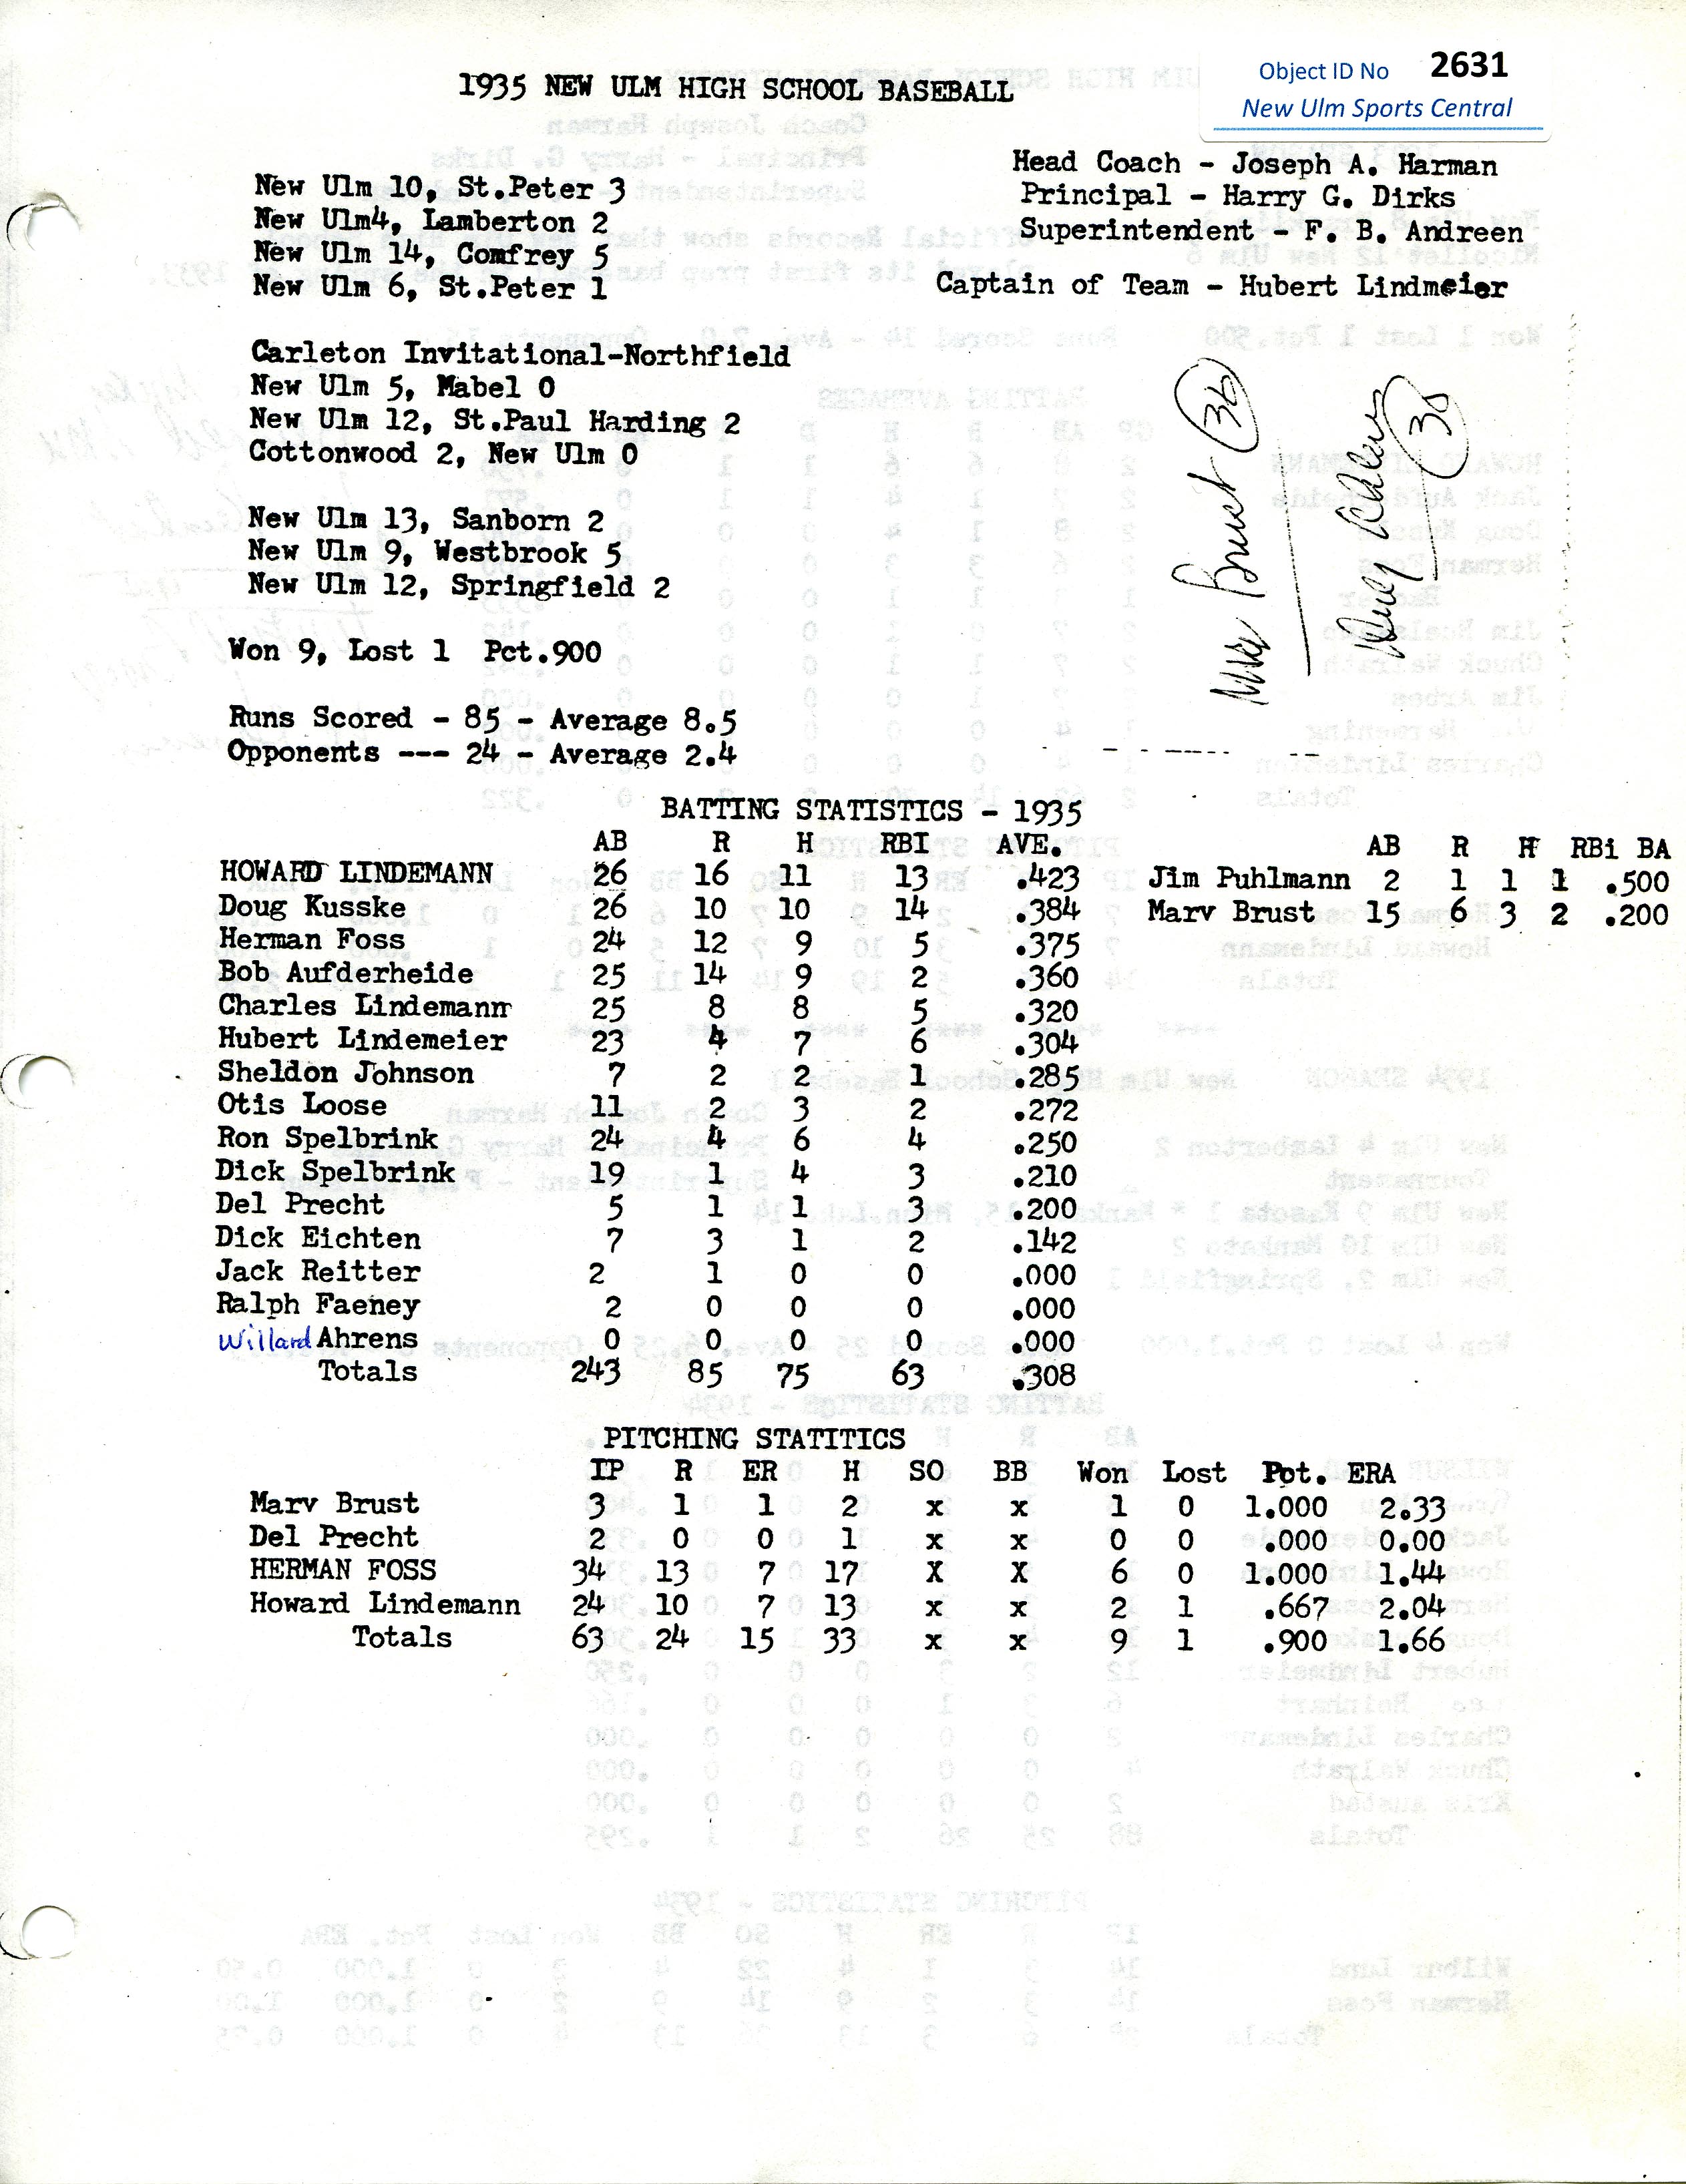 1935 NEW ULM HIGH SCHOOL BASEBALL
Object ID No 2631
New Ulm Sports Central
Head Coach - Joseph A. Harman
Principal - Harry G. Dirks
Superintendent - F. B. Andreen
Captain of Team - Hubert Lindmeier
New Ulm 10, St.Peter 3
New Ulm4, Lamberton 2
New Ulm 14, Comfrey 5
New Ulm 6, St.Peter 1
Carleton Invitational-Northfield
New Ulm 5, Mabel 0
New Ulm 12, St.Paul Harding 2
Cottonwood 2, New Ulm 0
New Ulm 13, Sanborn 2
New Ulm 9, Westbrook 5
New Ulm 12, Springfield 2
Won 9, Lost 1 Pct.900
Runs Scored - 85 - Average 8.5
Opponents --- 24 - Average 2.4
Mike Brust 36
36
BATTING STATISTICS - 1935
AB R H RBI AVE.
HOWARD LINDEMANN 26 16 11 13 .423
Doug Kusske 26 10 10 14 .384
Herman Foss 24 12 9 5 .375
Bob Aufderheide 25 14 9 2 .360
Charles Lindemann 25 8 8 5 .320
Hubert Lindemeier 23 4 7 6 .304
Sheldon Johnson 7 2 2 1 .285
Otis Loose 11 2 3 2 .272
Ron Spelbrink 24 4 6 4 .250
Dick Spelbrink 19 1 4 3 .210
Del Precht 5 1 1 3 .200
Dick Eichten 7 3 1 2 .142
Jack Reitter 2 1 0 0 .000
Ralph Faeney 2 0 0 0 .000
Willard Ahrens 0 0 0 0 .000
Totals 243 85 75 63 .308
AB R H RBi BA
Jim Puhlmann 2 1 1 1 .500
Marv Brust 15 6 3 2 .200
PITCHING STATITICS
IP R ER H SO BB Won Lost Pct. ERA
Marv Brust 3 1 1 2 x x 1 0 1.000 2.33
Del Precht 2 0 0 1 x x 0 0 .000 0.00
HERMAN FOSS 34 13 7 17 X X 6 0 1.000 1.44
Howard Lindemann 24 10 7 13 x x 2 1 .667 2.04
Totals 63 24 15 33 x x 9 1 .900 1.66